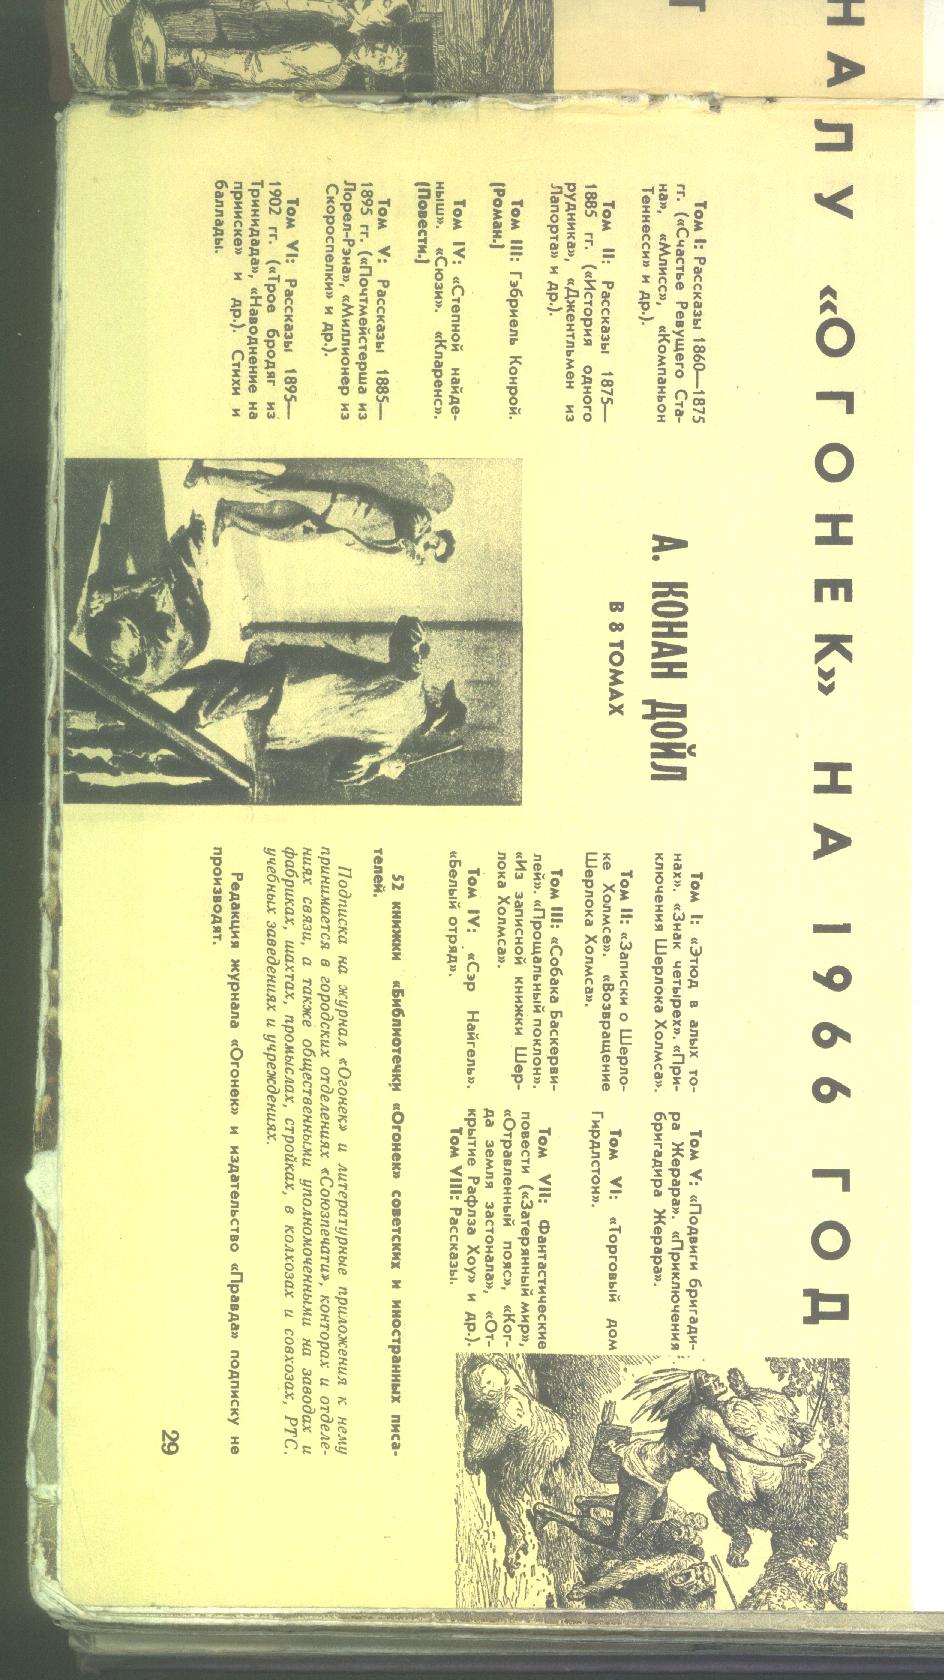 НАЛУ «ОГОНЕК» НА 1966 ГОД
Том I: Рассказы 1860—1875
гг. («Счастье Ревущего Ста-
на», «Млисс», «Компаньон
Теннесси» и др.).
Том II: Рассказы 1875—
1885 гг. («История одного
рудника», «Джентльмен из
Лапорта» и др.).
Том III: Гэбриель Конрой.
(Роман.)
Том IV: «Степной найде-
ныш». «Сюзи». «Кларенс».
(Повести.)
Том V: Рассказы 1885—
1895 гг. («Почтмейстерша из
Лорел-Рэна», «Миллионер из
Скороспелки» и др.).
Том VI: Рассказы 1895—
1902 гг. («Трое бродяг из
Тринидада», «Наводнение на
прииске» и др.). Стихи и
баллады.
А. КОНАН ДОЙЛ
В 8 ТОМАХ
Том I: «Этюд в алых то-
нах». «Знак четырех». «При-
ключения Шерлока Холмса».
Том II: «Записки о Шерло-
ке Холмсе». «Возвращение
Шерлока Холмса».
Том III: «Собака Баскерви-
лей». «Прощальный поклон».
«Из записной книжки Шер-
лока Холмса».
Том IV: «Сэр Найгель».
«Белый отряд».
Том V: «Подвиги бригади-
ра Жерара». «Приключения
бригадира Жерара».
Том VI: «Торговый дом
Гирдлстон».
Том VII: Фантастические
повести («Затерянный мир»,
«Отравленный пояс», «Ког-
да земля застонала», «От-
крытие Рафлза Хоу» и др.).
Том VIII: Рассказы.
52 книжки «Библиотечки «Огонек» советских и иностранных писа-
телей.
Подписка на журнал «Огонек» и литературные приложения к нему
принимается в городских отделениях «Союзпечати», конторах и отделе-
ниях связи, а также общественными уполномоченными на заводах и
фабриках, шахтах, промыслах, стройках, в колхозах и совхозах, РТС,
учебных заведениях и учреждениях.
Редакция журнала «Огонек» и издательство «Правда» подписку не
производят.
29